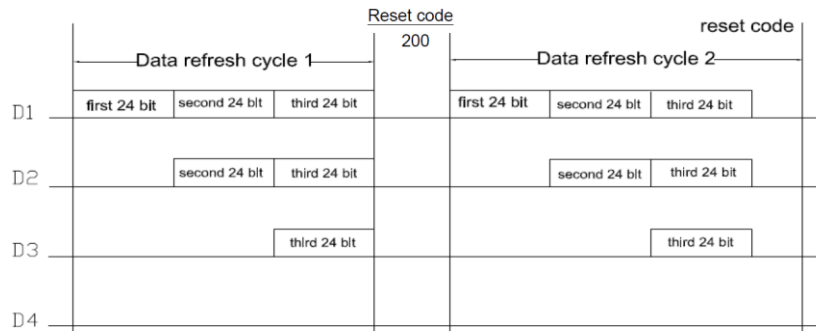 Reset code
200
reset code
Data refresh cycle 1
Data refresh cycle 2
D1
first 24 bit
second 24 blt
third 24 bit
first 24 bit
second 24 blt
third 24 bit
D2
second 24 blt
third 24 bit
second 24 blt
third 24 bit
D3
thlrd 24 blt
third 24 bit
D4